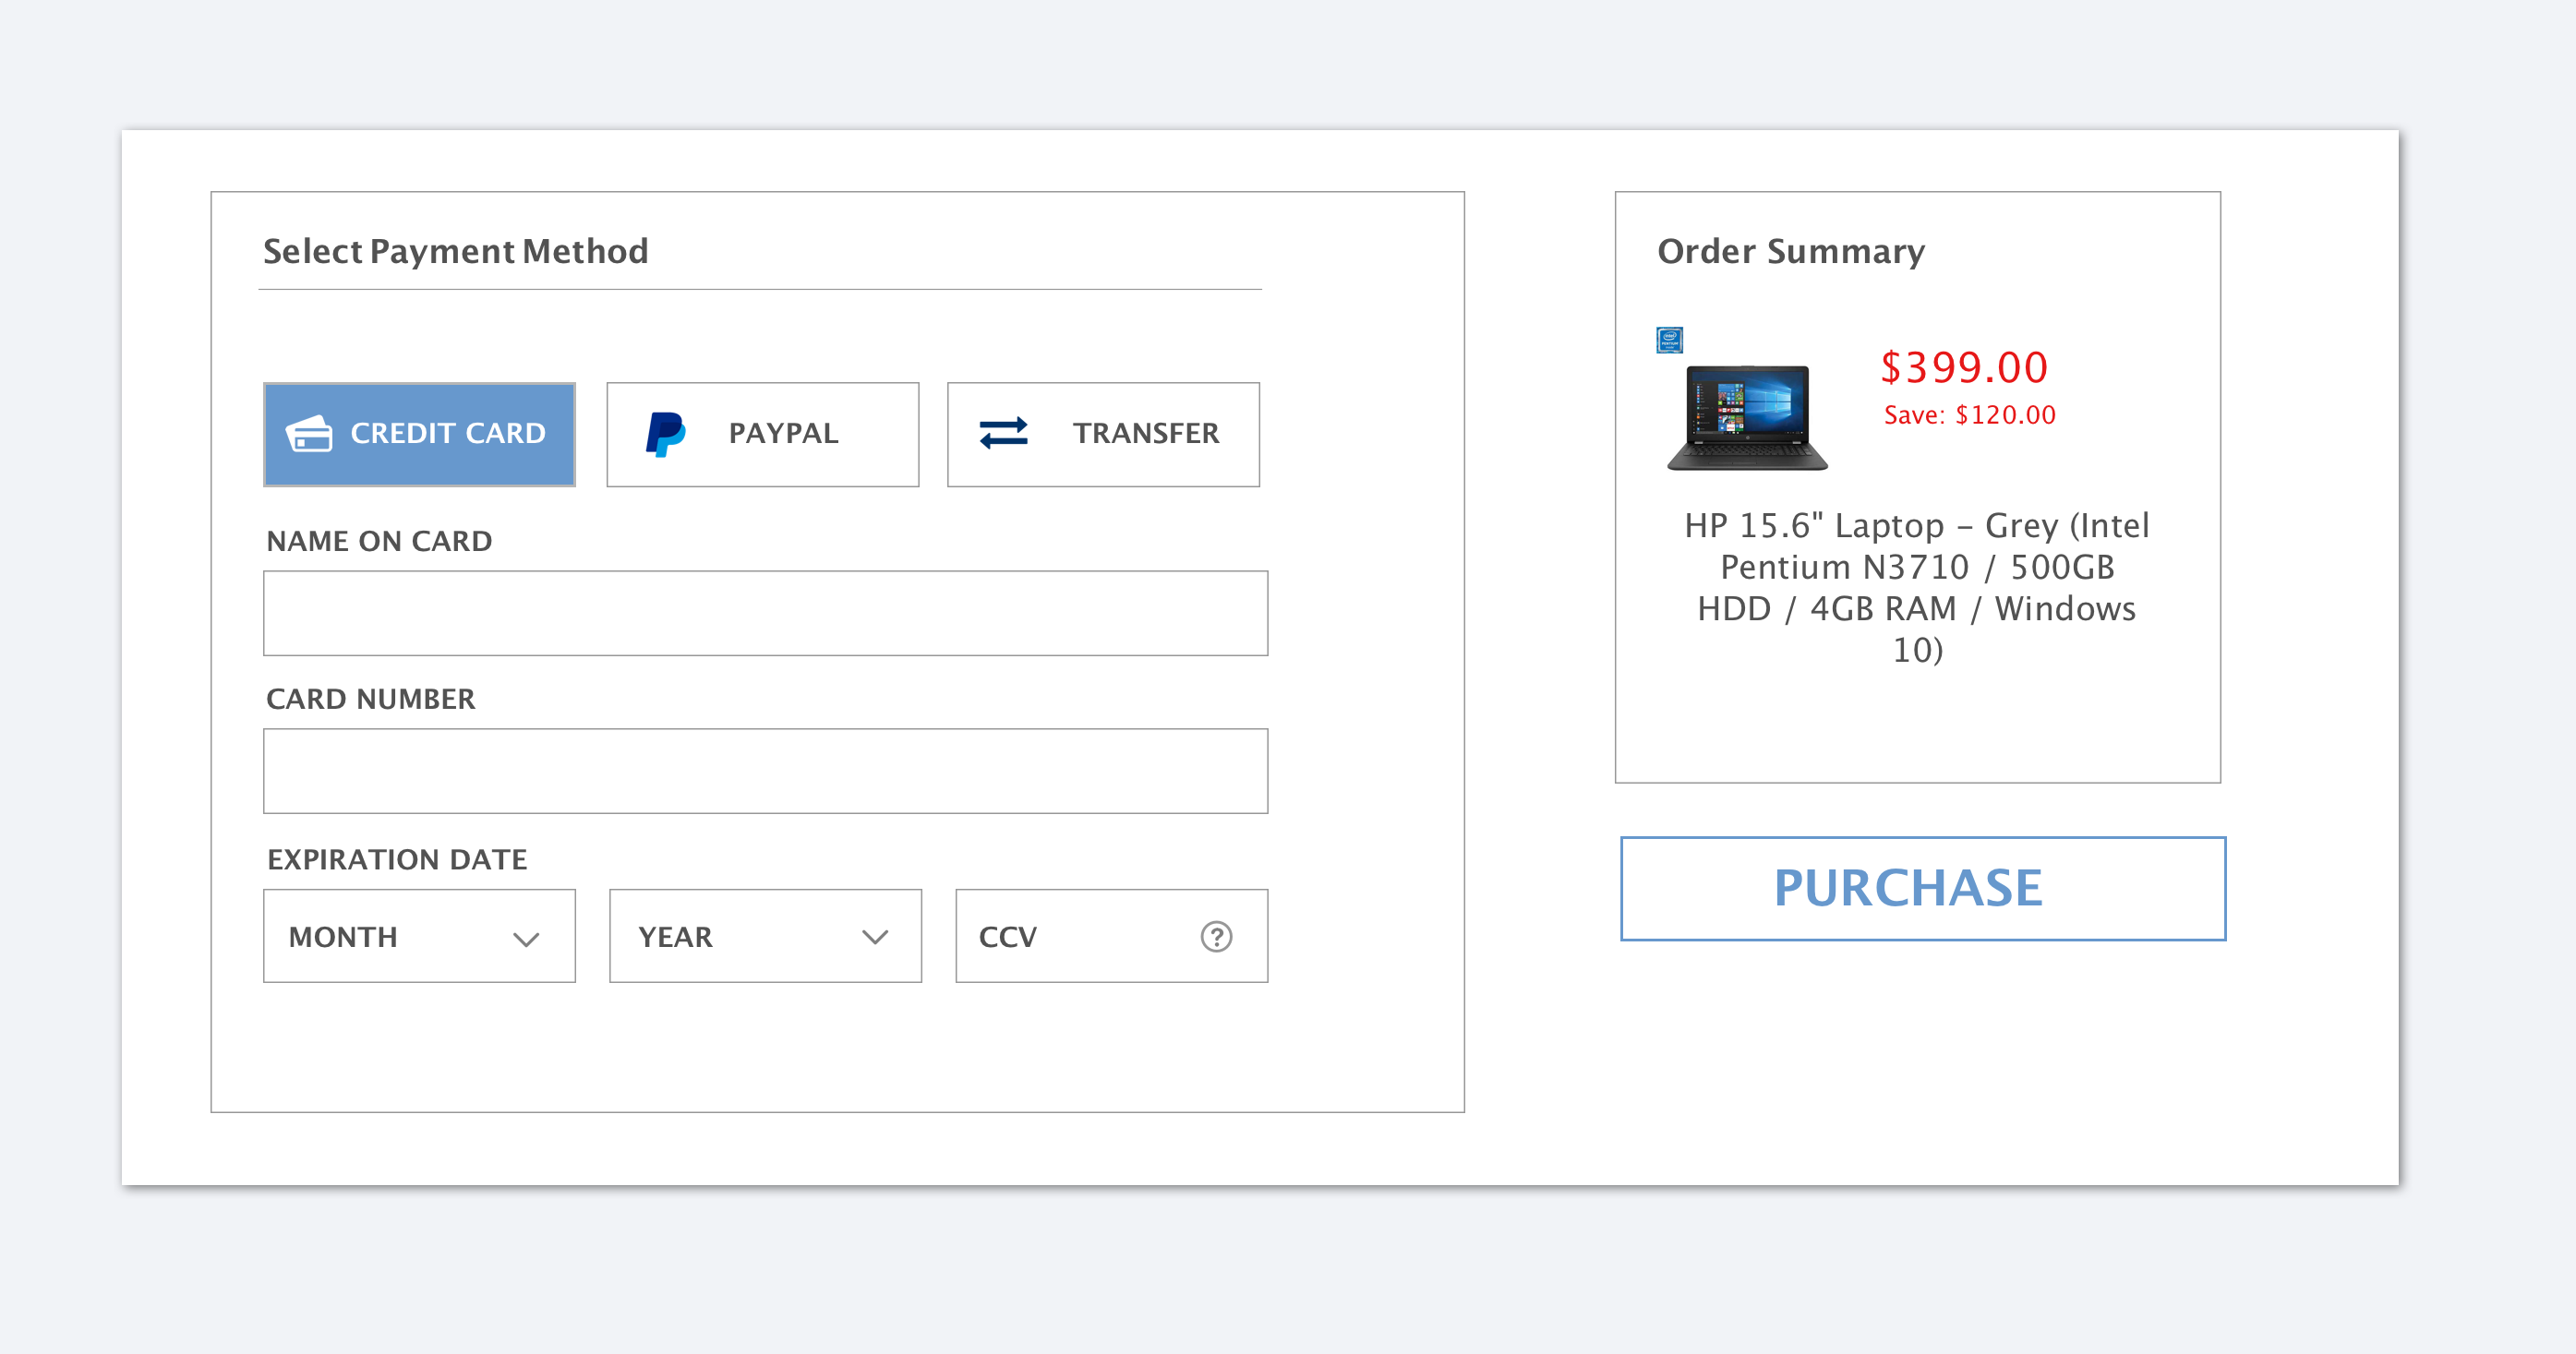 Select Payment Method
CREDIT CARD
PAYPAL
TRANSFER
NAME ON CARD
CARD NUMBER
EXPIRATION DATE
MONTH
YEAR
CCV
?
Order Summary
$399.00
Save: $120.00
HP 15.6" Laptop – Grey (Intel
Pentium N3710 / 500GB
HDD / 4GB RAM / Windows
10)
PURCHASE